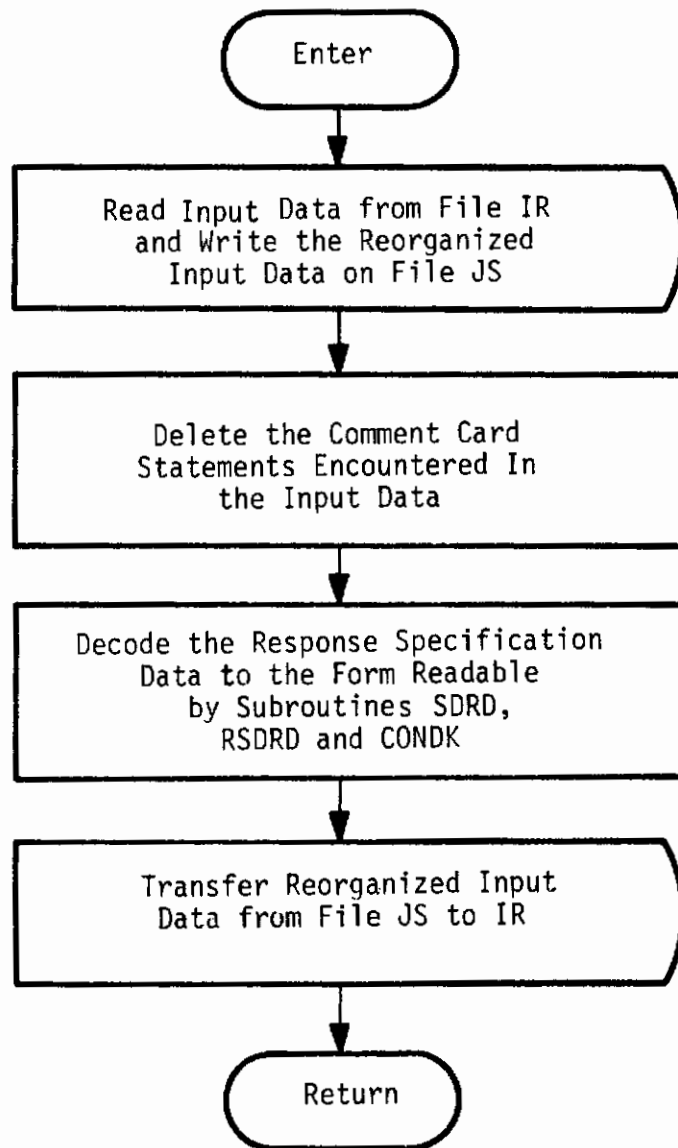 Enter
Read Input Data from File IR
and Write the Reorganized
Input Data on File JS
Delete the Comment Card
Statements Encountered In
the Input Data
Decode the Response Specification
Data to the Form Readable
by Subroutines SDRD,
RSDRD and CONDK
Transfer Reorganized Input
Data from File JS to IR
Return